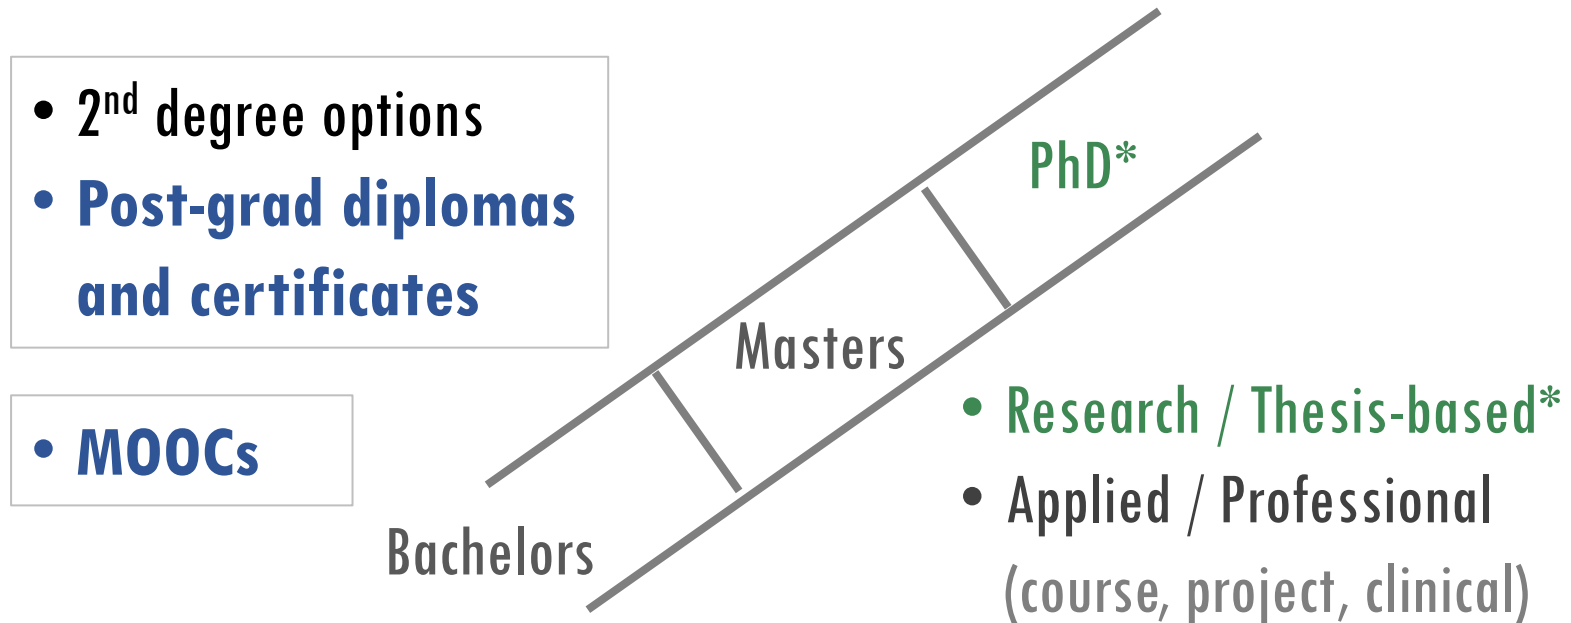 • 2nd degree options
• Post-grad diplomas
and certificates
• MOOCs
PhD*
Masters
Bachelors
• Research / Thesis-based*
• Applied / Professional
(course, project, clinical)